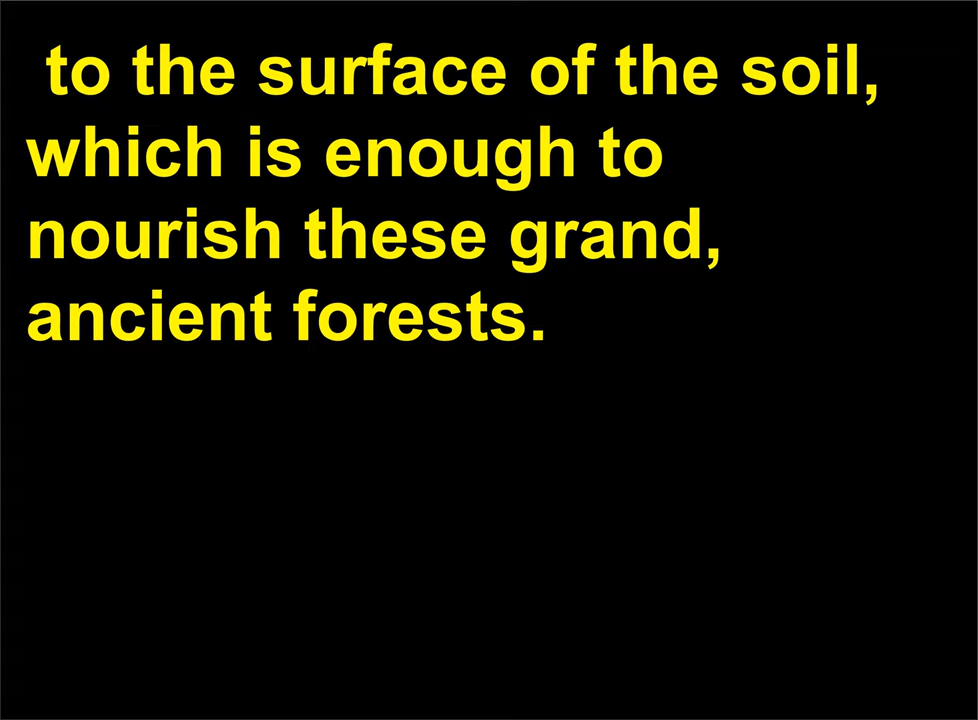 to the surface of the soil,
which is enough to
nourish these grand,
ancient forests.